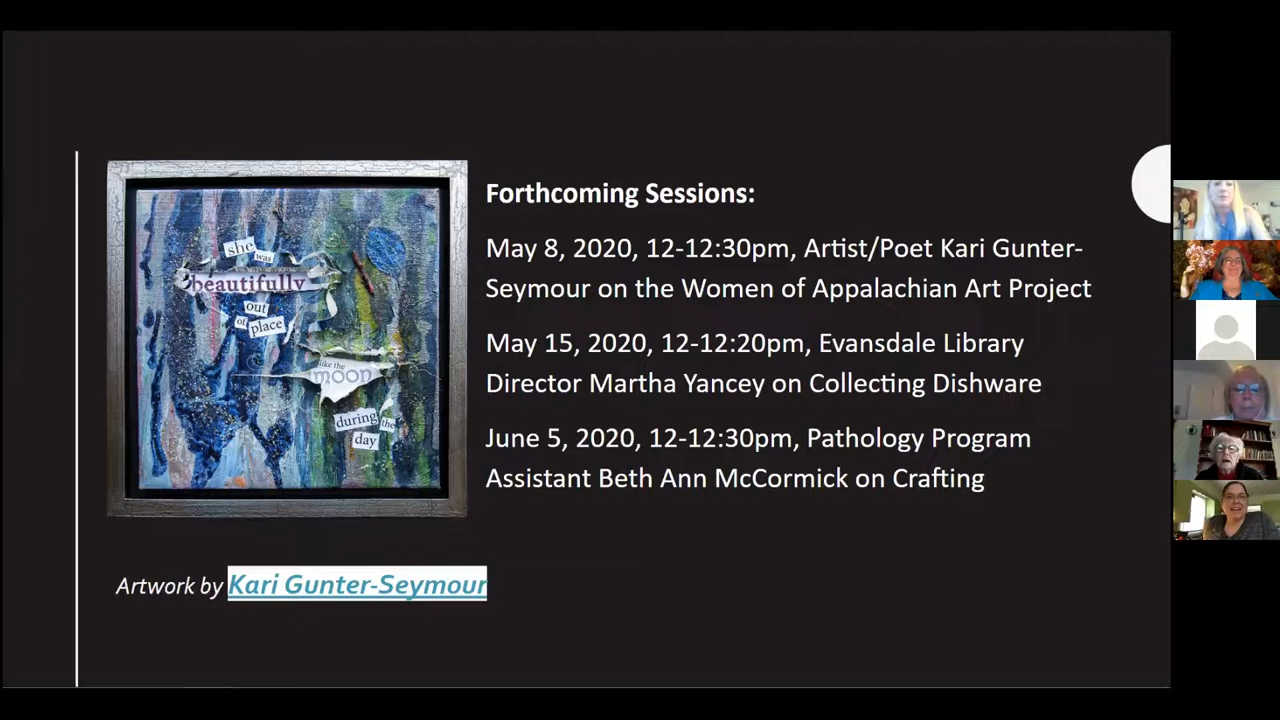 she
was
beautifully
out
of place
like the
moon
during the
day
Forthcoming Sessions:
May 8, 2020, 12-12:30pm, Artist/Poet Kari Gunter-
Seymour on the Women of Appalachian Art Project
May 15, 2020, 12-12:20pm, Evansdale Library
Director Martha Yancey on Collecting Dishware
June 5, 2020, 12-12:30pm, Pathology Program
Assistant Beth Ann McCormick on Crafting
Artwork by Kari Gunter-Seymour